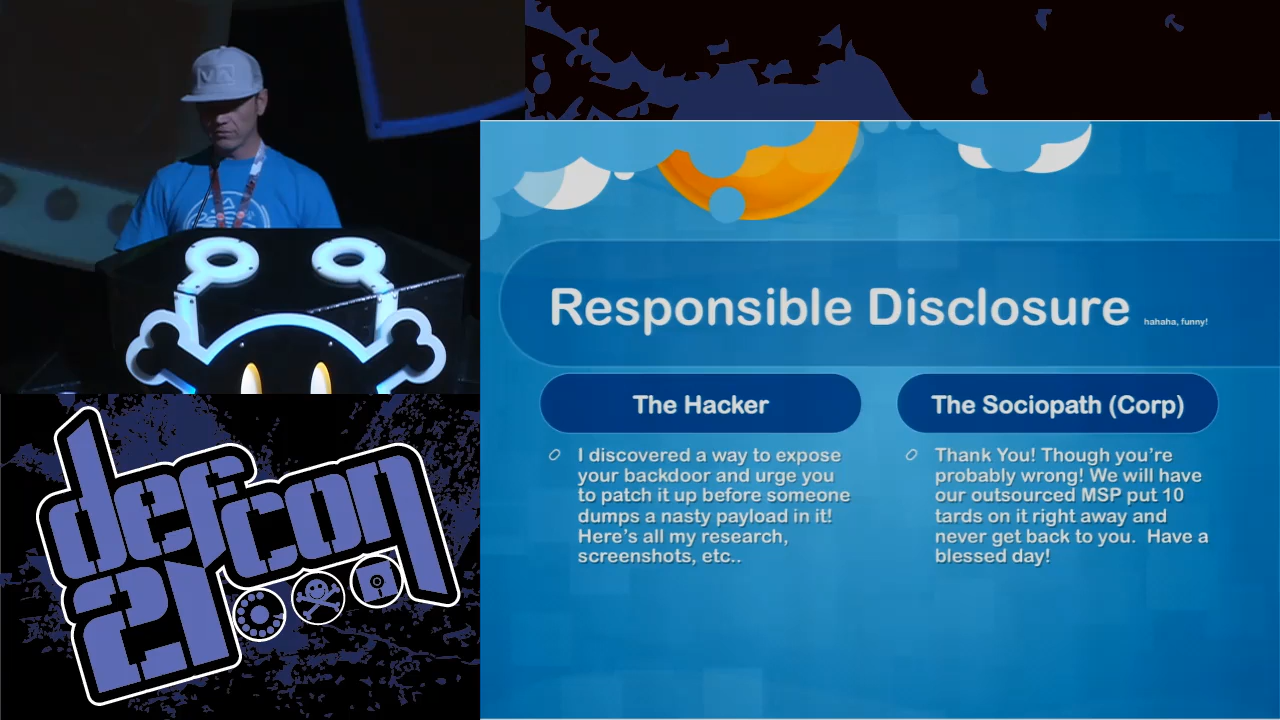 Responsible Disclosure hahaha, funny!
The Hacker
I discovered a way to expose
your backdoor and urge you
to patch it up before someone
dumps a nasty payload in it!
Here's all my research,
screenshots, etc..
The Sociopath (Corp)
Thank You! Though you're
probably wrong! We will have
our outsourced MSP put 10
tards on it right away and
never get back to you.  Have a
blessed day!
defcon
21